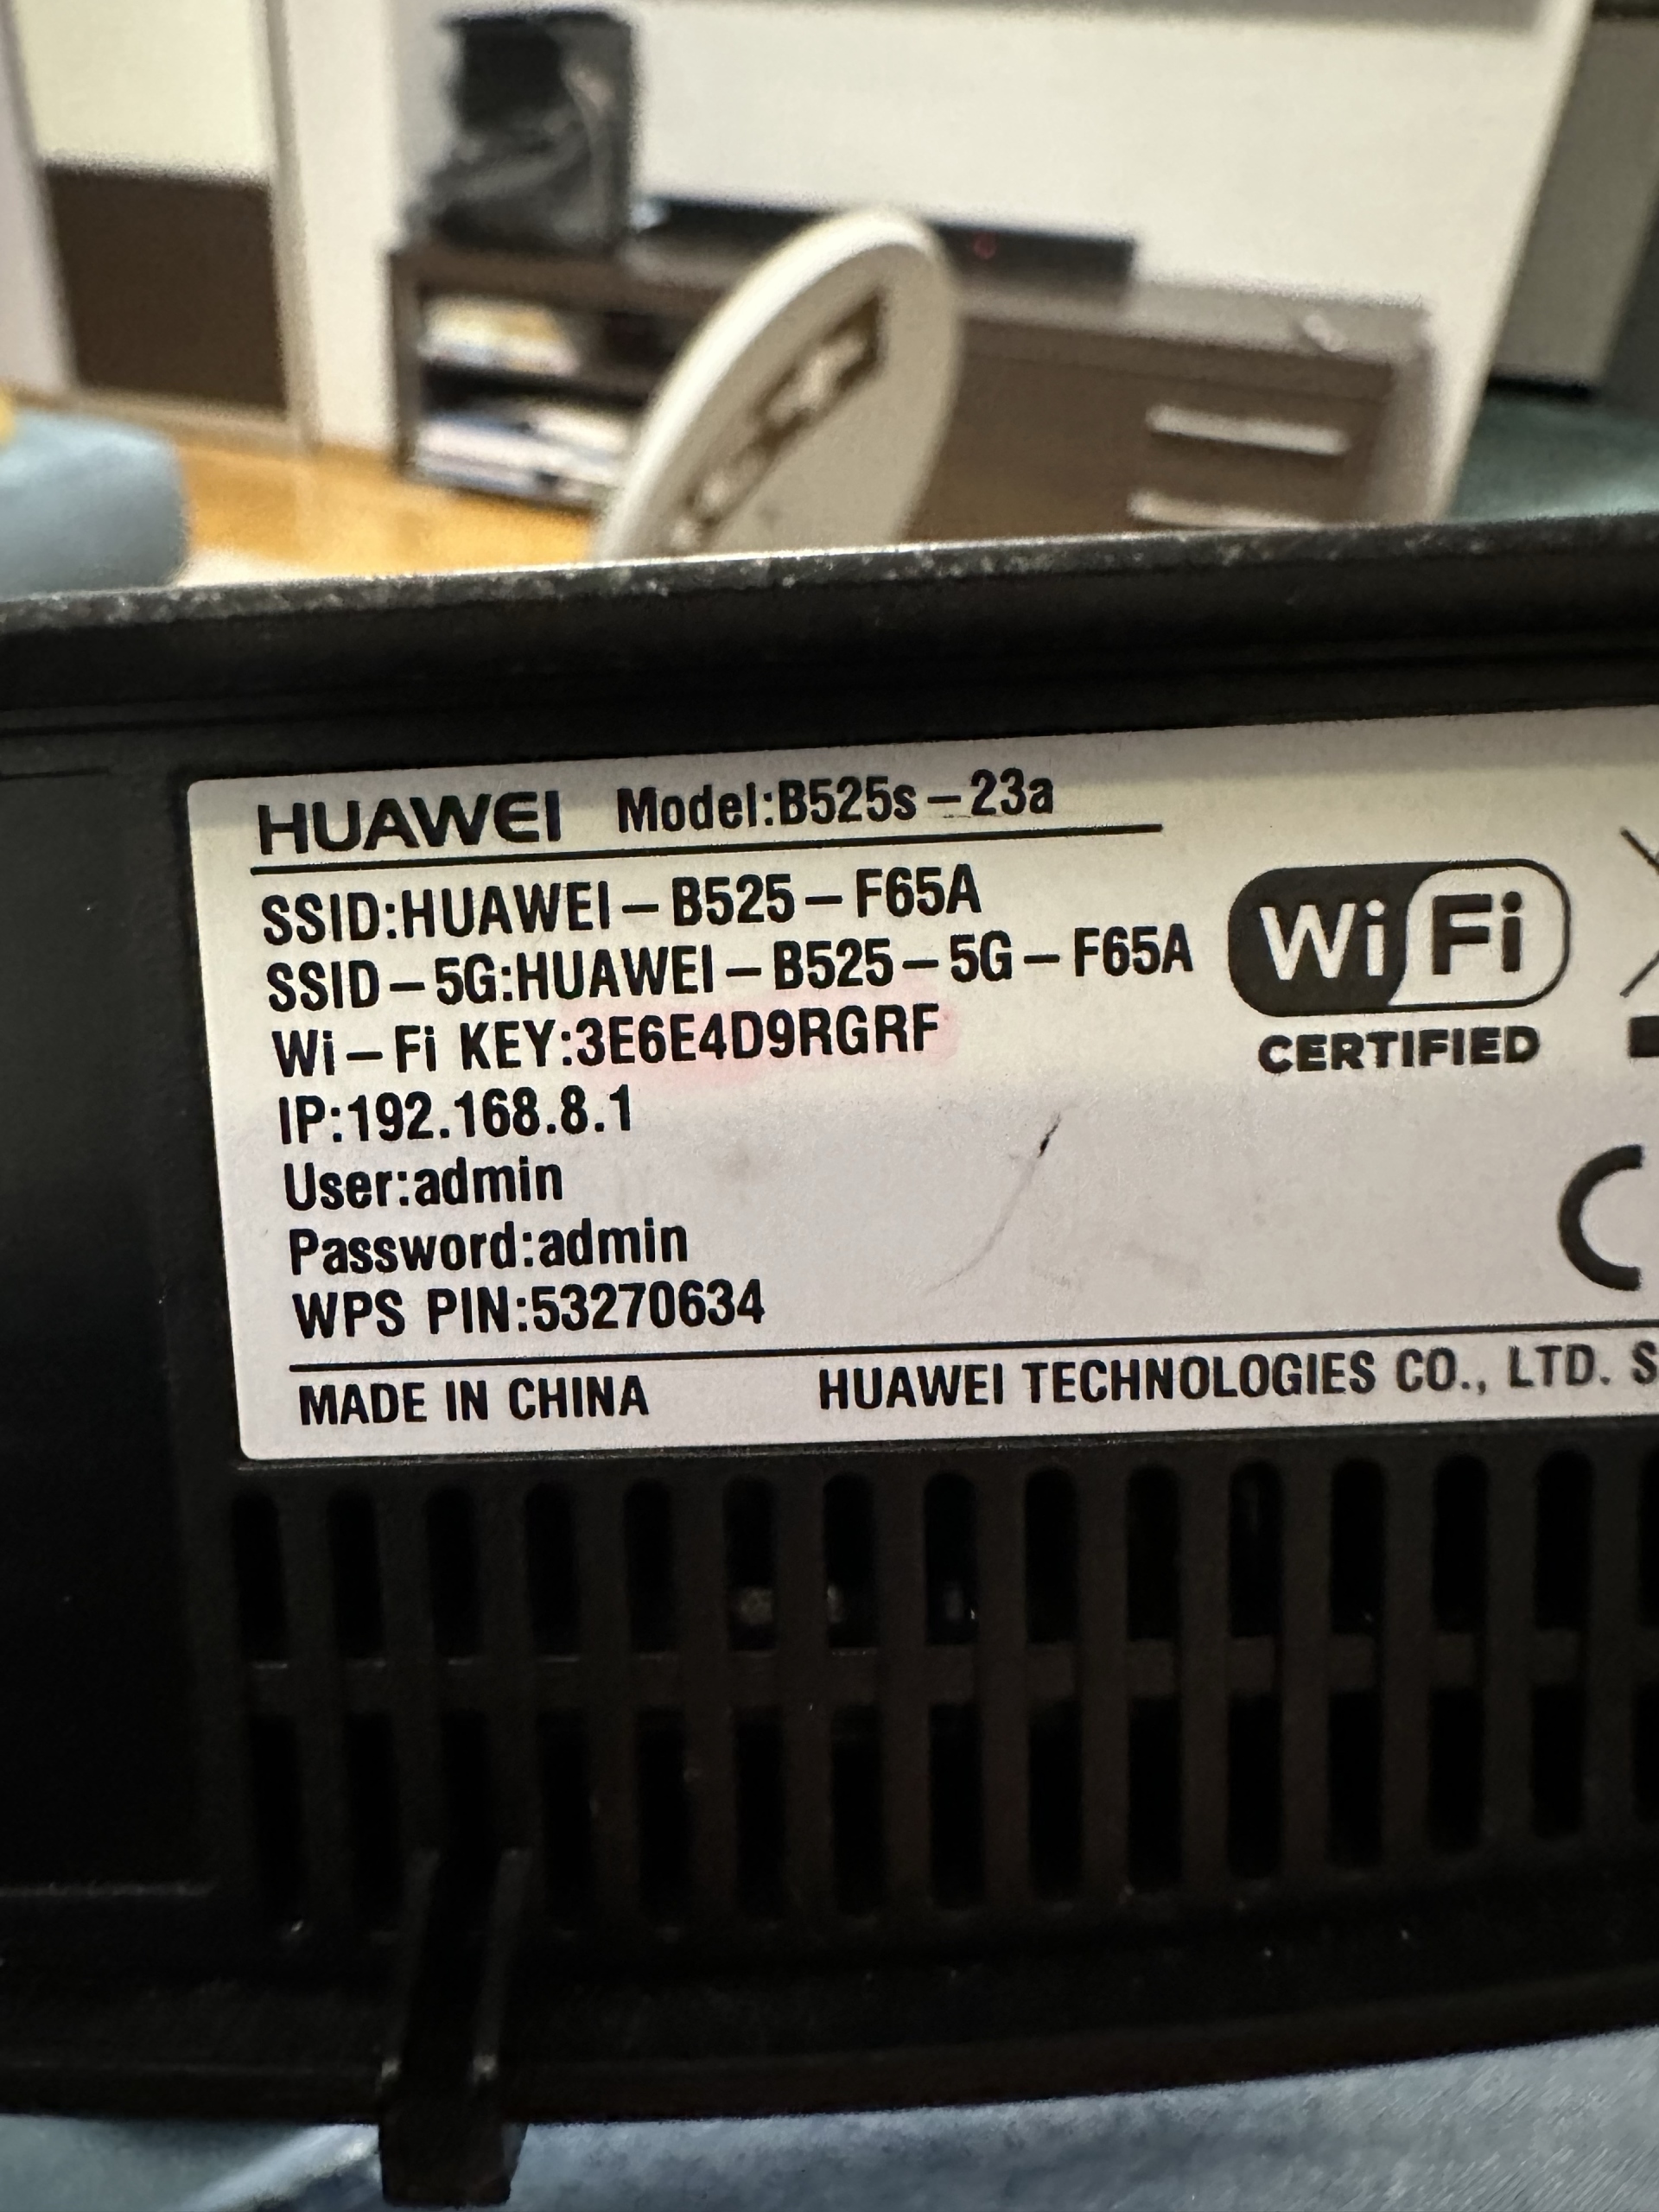 HUAWEI Model:B525s-23a
SSID:HUAWEI-B525-F65A
SSID-5G:HUAWEI-B525-5G-F65A
Wi-Fi KEY:3E6E4D9RGRF
IP:192.168.8.1
User:admin
Password:admin
WPS PIN:53270634
Wi Fi
CERTIFIED
MADE IN CHINA HUAWEI TECHNOLOGIES CO., LTD. S